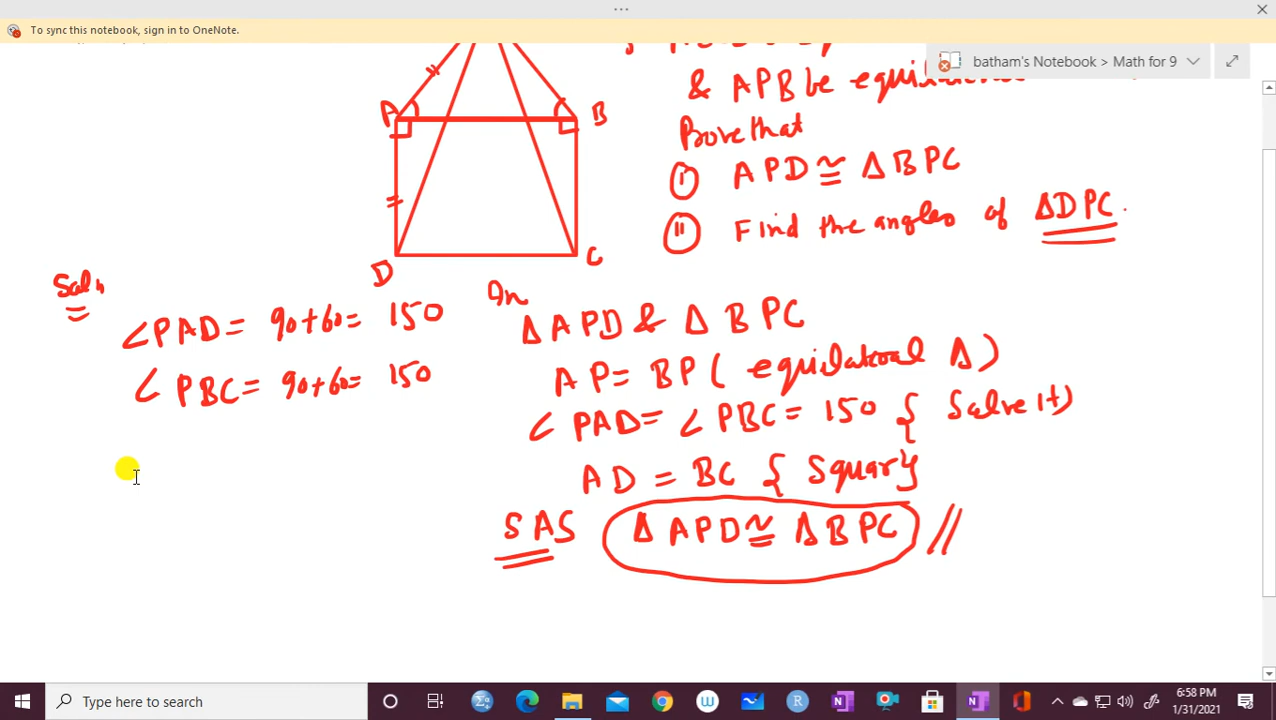 To sync this notebook, sign in to OneNote.
batham's Notebook > Math for 9
& APB be
Prove that
A
B
D
C
(i) APD ≅ Δ BPC
(ii) Find the angles of ΔDPC.
Soln
∠PAD = 90+60= 150
∠ PBC = 90+60= 150
In
Δ APD & Δ BPC
AP = BP ( equilateral Δ )
∠ PAD = ∠ PBC = 150 { Solve it )
AD = BC { Square }
SAS Δ APD ≅ Δ BPC //
Type here to search
6:58 PM
1/31/2021